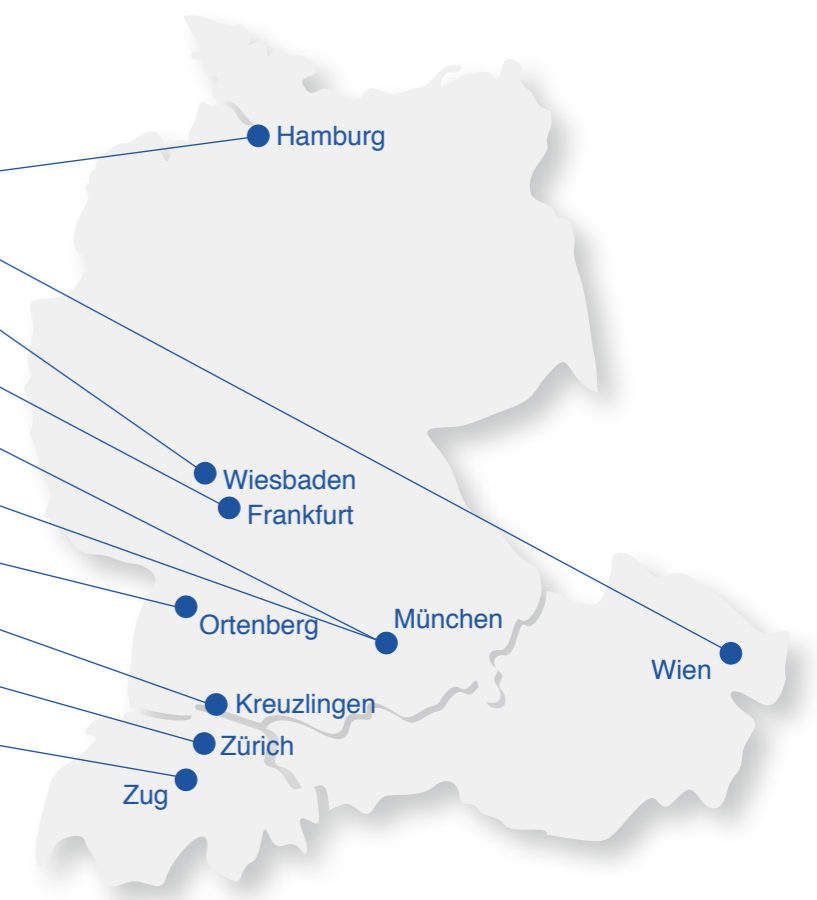 Hamburg
Wiesbaden
Frankfurt
München
Ortenberg
Wien
Kreuzlingen
Zürich
Zug